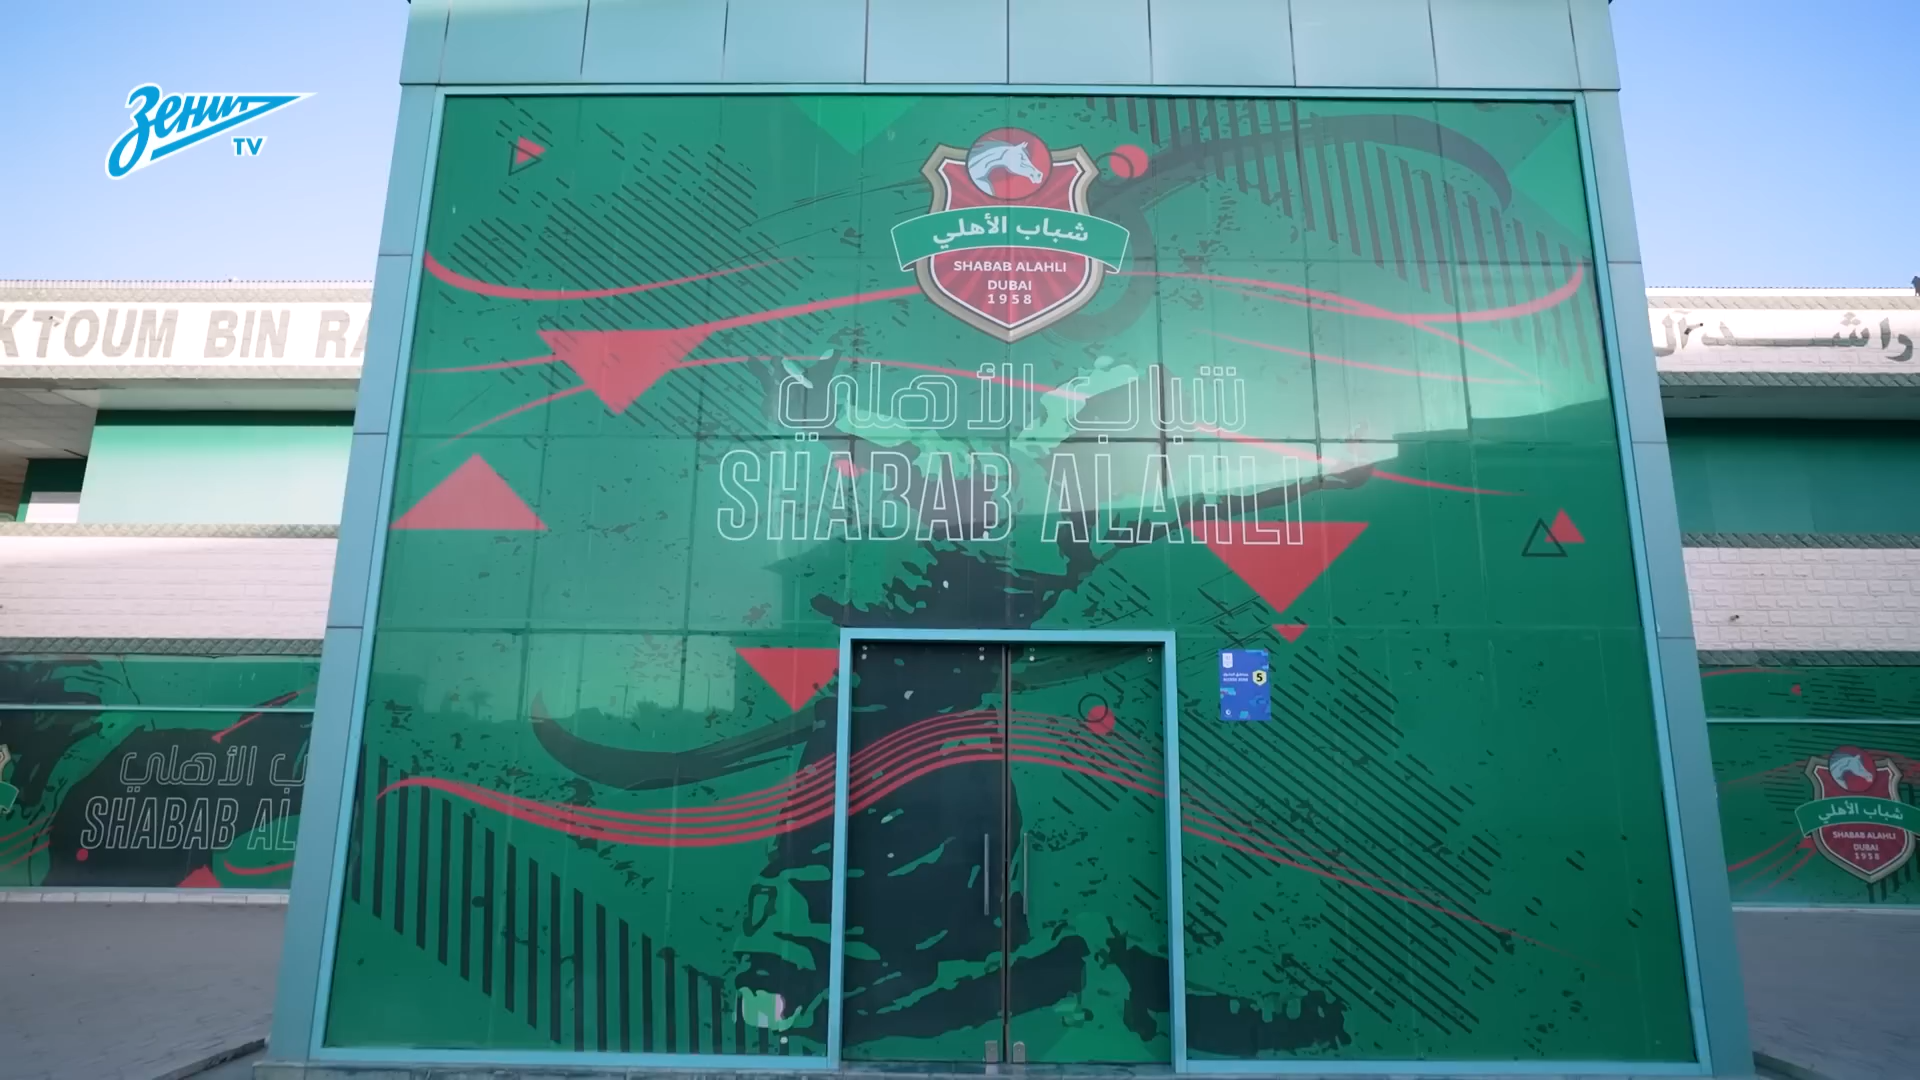 Зенит
TV
شباب الأهلي
SHABAB ALAHLI
DUBAI
1958
KTOUM BIN RA
راشد آل
شباب الأهلي
SHABAB ALAHLI
5
شباب الأهلي
SHABAB AL
شباب الأهلي
SHABAB ALAHLI
DUBAI
1958